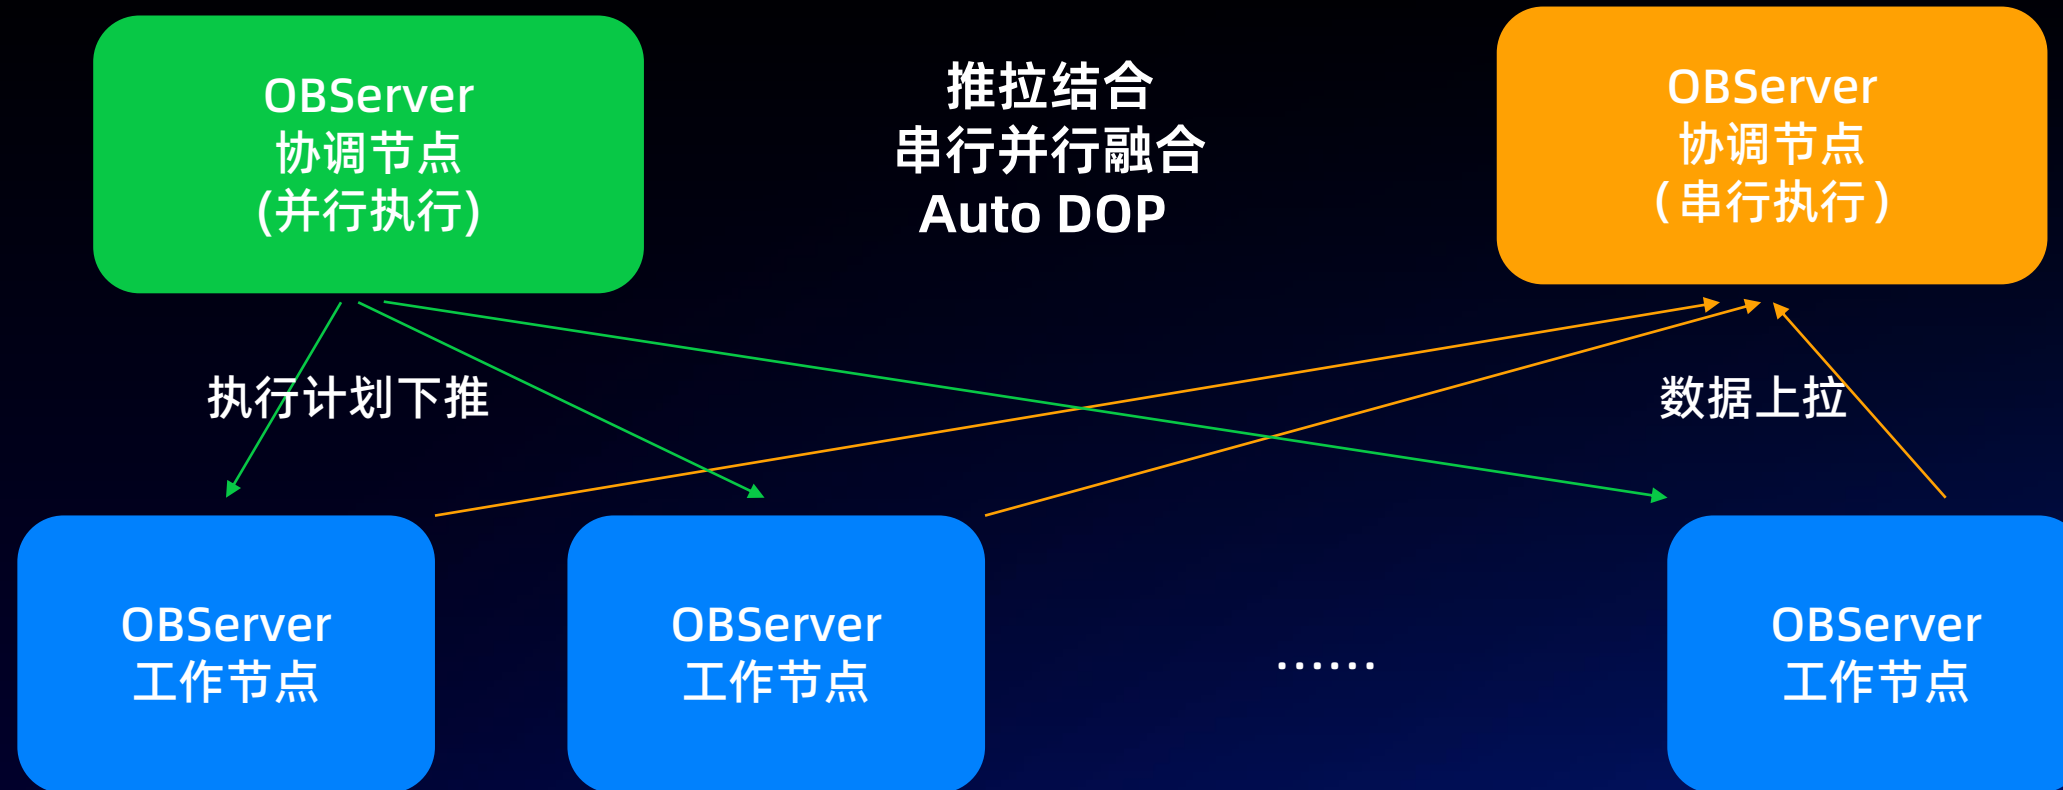 OBServer
协调节点
(并行执行)
推拉结合
串行并行融合
Auto DOP
OBServer
协调节点
(串行执行)
执行计划下推
数据上拉
OBServer
工作节点
OBServer
工作节点
······
OBServer
工作节点